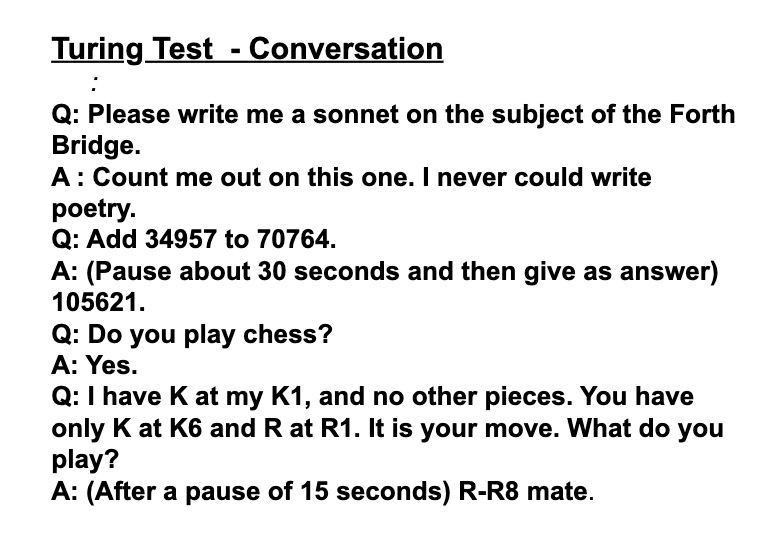 Turing Test  - Conversation
:
Q: Please write me a sonnet on the subject of the Forth
Bridge.
A : Count me out on this one. I never could write
poetry.
Q: Add 34957 to 70764.
A: (Pause about 30 seconds and then give as answer)
105621.
Q: Do you play chess?
A: Yes.
Q: I have K at my K1, and no other pieces. You have
only K at K6 and R at R1. It is your move. What do you
play?
A: (After a pause of 15 seconds) R-R8 mate.